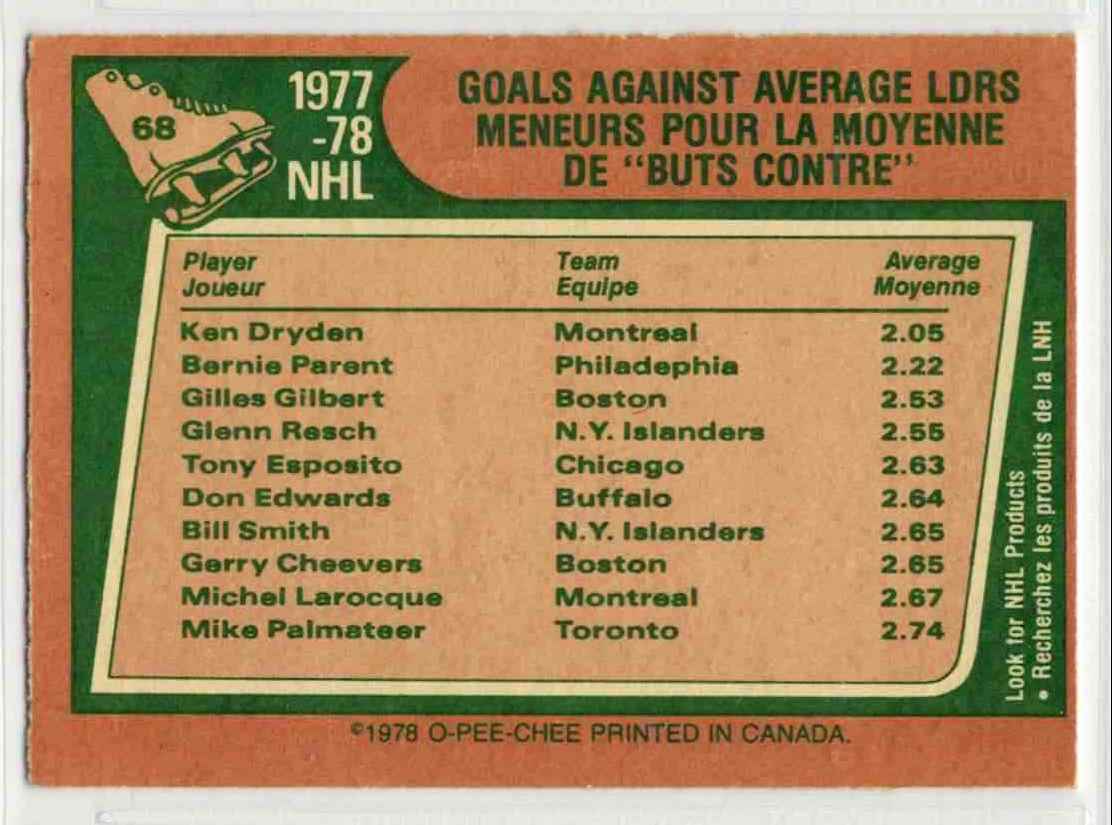 68
1977
-78
NHL
GOALS AGAINST AVERAGE LDRS
MENEURS POUR LA MOYENNE
DE "BUTS CONTRE"
Player Team Average
Joueur Equipe Moyenne
Ken Dryden Montreal 2.05
Bernie Parent Philadephia 2.22
Gilles Gilbert Boston 2.53
Glenn Resch N.Y. Islanders 2.55
Tony Esposito Chicago 2.63
Don Edwards Buffalo 2.64
Bill Smith N.Y. Islanders 2.65
Gerry Cheevers Boston 2.65
Michel Larocque Montreal 2.67
Mike Palmateer Toronto 2.74
Look for NHL Products
• Recherchez les produits de la LNH
©1978 O-PEE-CHEE PRINTED IN CANADA.